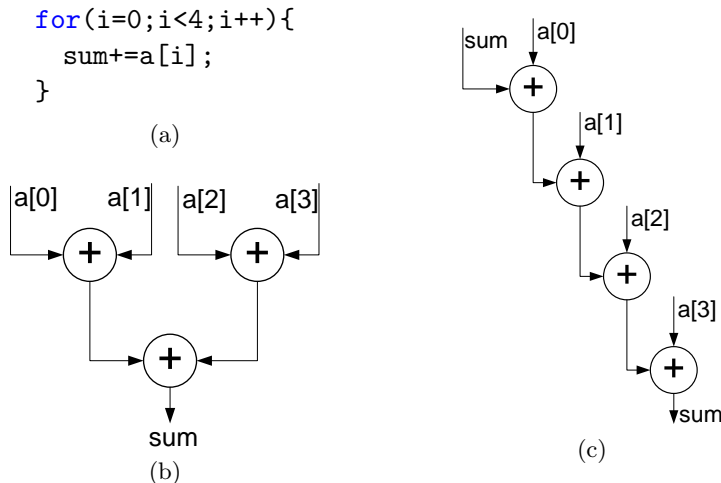 for(i=0;i<4;i++){
sum+=a[i];
}
(a)
a[0] a[1] a[2] a[3]
+ +
+
sum
(b)
sum a[0]
+
a[1]
+
a[2]
+
a[3]
+
sum
(c)